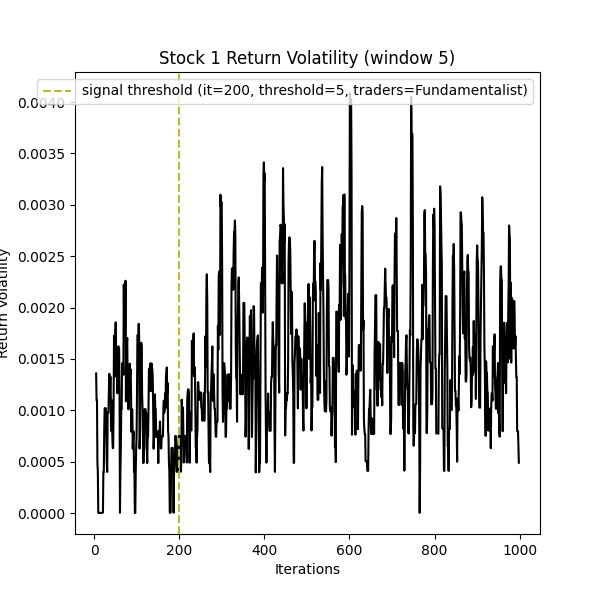 Stock 1 Return Volatility (window 5)
signal threshold (it=200, threshold=5, traders=Fundamentalist)
0.0040
0.0035
0.0030
0.0025
0.0020
0.0015
0.0010
0.0005
0.0000
Return Volatility
0 200 400 600 800 1000
Iterations